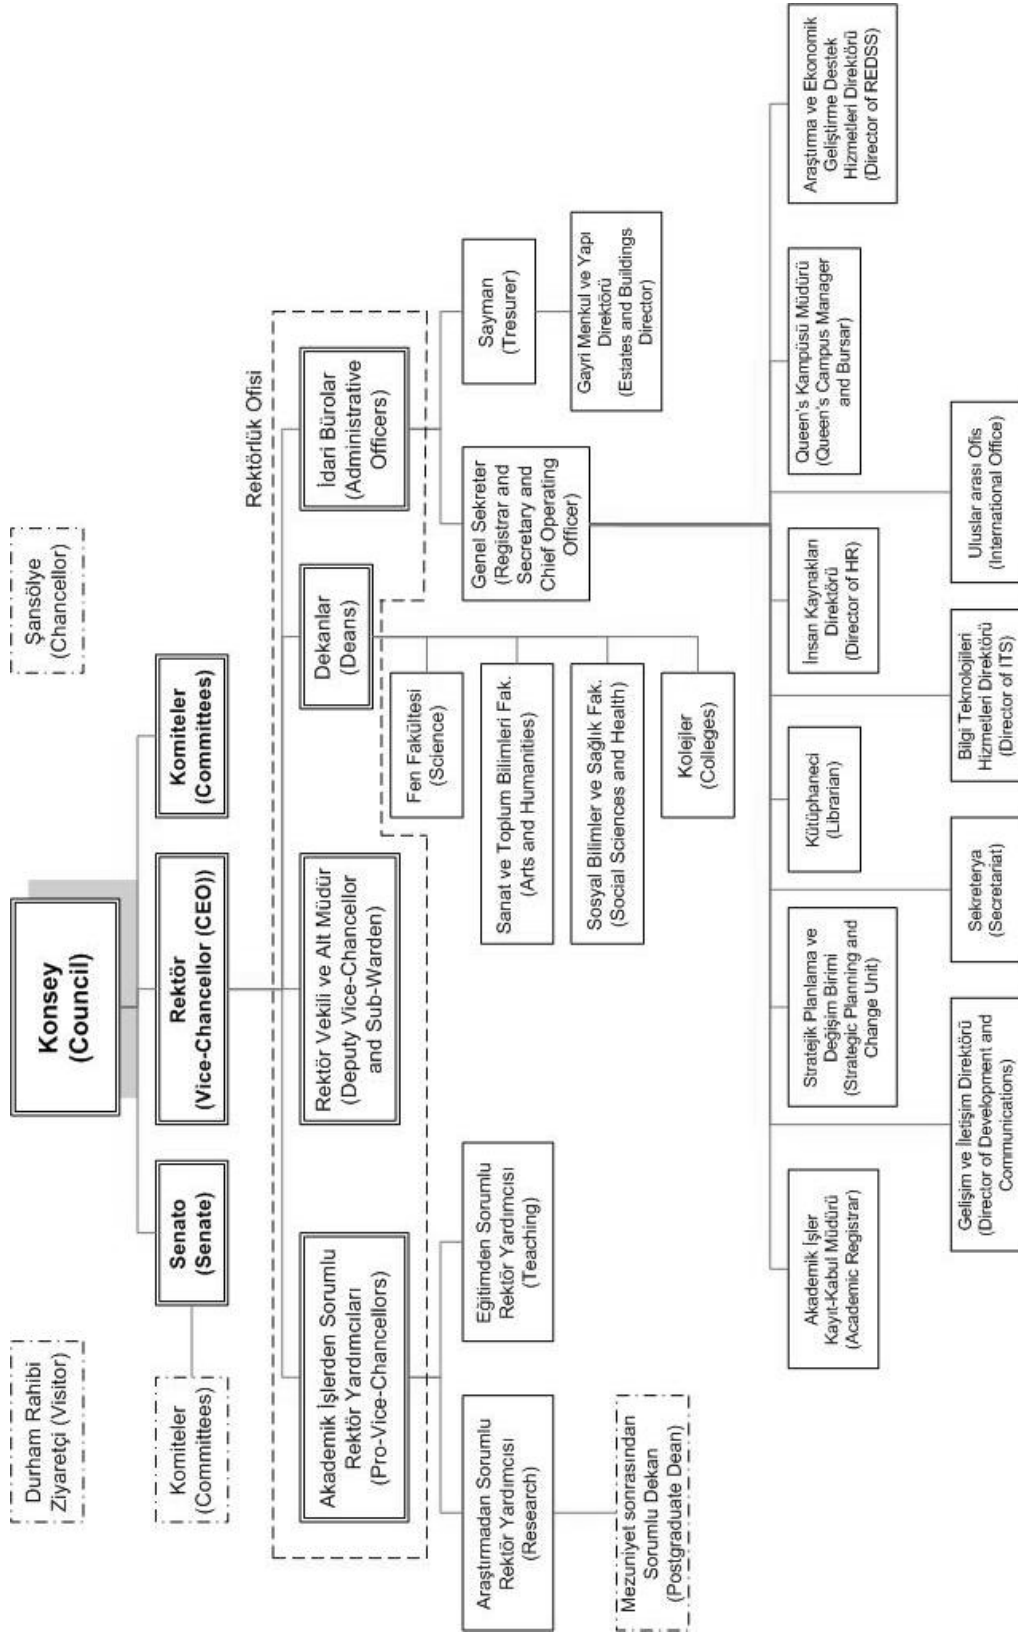 Durham Rahibi
Ziyaretçi (Visitor)
Konsey
(Council)
Şansölye
(Chancellor)
Komiteler
(Committees)
Senato
(Senate)
Rektör
(Vice-Chancellor (CEO))
Komiteler
(Committees)
Rektörlük Ofisi
Akademik İşlerden Sorumlu
Rektör Yardımcıları
(Pro-Vice-Chancellors)
Rektör Vekili ve Alt Müdür
(Deputy Vice-Chancellor
and Sub-Warden)
Dekanlar
(Deans)
İdari Bürolar
(Administrative
Officers)
Fen Fakültesi
(Science)
Sanat ve Toplum Bilimleri Fak.
(Arts and Humanities)
Sosyal Bilimler ve Sağlık Fak.
(Social Sciences and Health)
Kolejler
(Colleges)
Araştırmadan Sorumlu
Rektör Yardımcısı
(Research)
Eğitimden Sorumlu
Rektör Yardımcısı
(Teaching)
Genel Sekreter
(Registrar and
Secretary and
Chief Operating
Officer)
Sayman
(Tresurer)
Gayri Menkul ve Yapı
Direktörü
(Estates and Buildings
Director)
Mezuniyet sonrasından
Sorumlu Dekan
(Postgraduate Dean)
Akademik İşler
Kayıt-Kabul Müdürü
(Academic Registrar)
Stratejik Planlama ve
Değişim Birimi
(Strategic Planning and
Change Unit)
Kütüphaneci
(Librarian)
İnsan Kaynakları
Direktörü
(Director of HR)
Queen's Kampüsü Müdürü
(Queen's Campus Manager
and Bursar)
Araştırma ve Ekonomik
Geliştirme Destek
Hizmetleri Direktörü
(Director of REDSS)
Gelişim ve İletişim Direktörü
(Director of Development and
Communications)
Sekreterya
(Secretariat)
Bilgi Teknolojileri
Hizmetleri Direktörü
(Director of ITS)
Uluslar arası Ofis
(International Office)